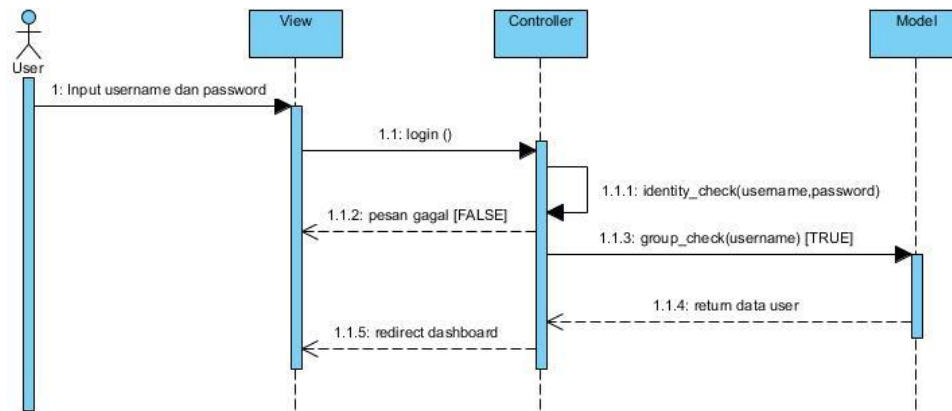 View
Controller
Model
User
1: Input username dan password
1.1: login ()
1.1.1: identity_check(username,password)
1.1.2: pesan gagal [FALSE]
1.1.3: group_check(username) [TRUE]
1.1.4: return data user
1.1.5: redirect dashboard